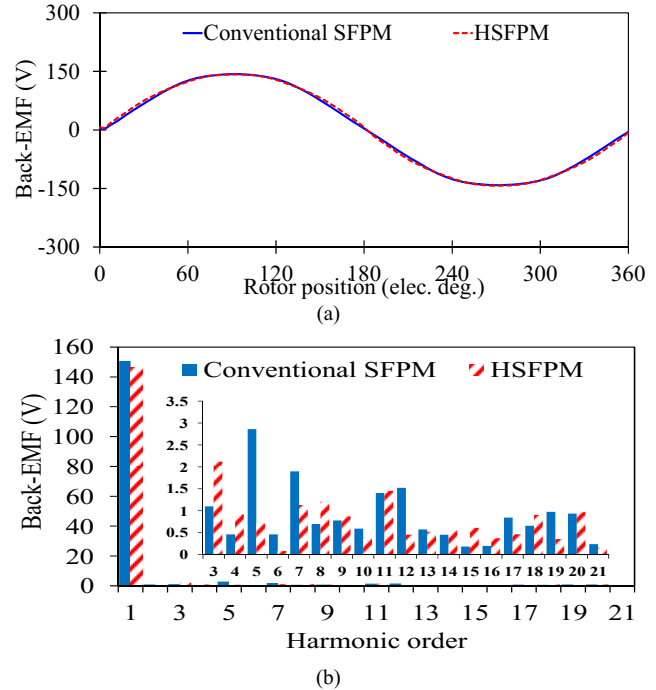 300
150
0
-150
-300
Back-EMF (V)
Conventional SFPM
HSFPM
0 60 120 180 240 300 360
Rotor position (elec. deg.)
(a)
160
140
120
100
80
60
40
20
0
Back-EMF (V)
Conventional SFPM
HSFPM
3.5
3
2.5
2
1.5
1
0.5
0
3 4 5 6 7 8 9 10 11 12 13 14 15 16 17 18 19 20 21
1 3 5 7 9 11 13 15 17 19 21
Harmonic order
(b)